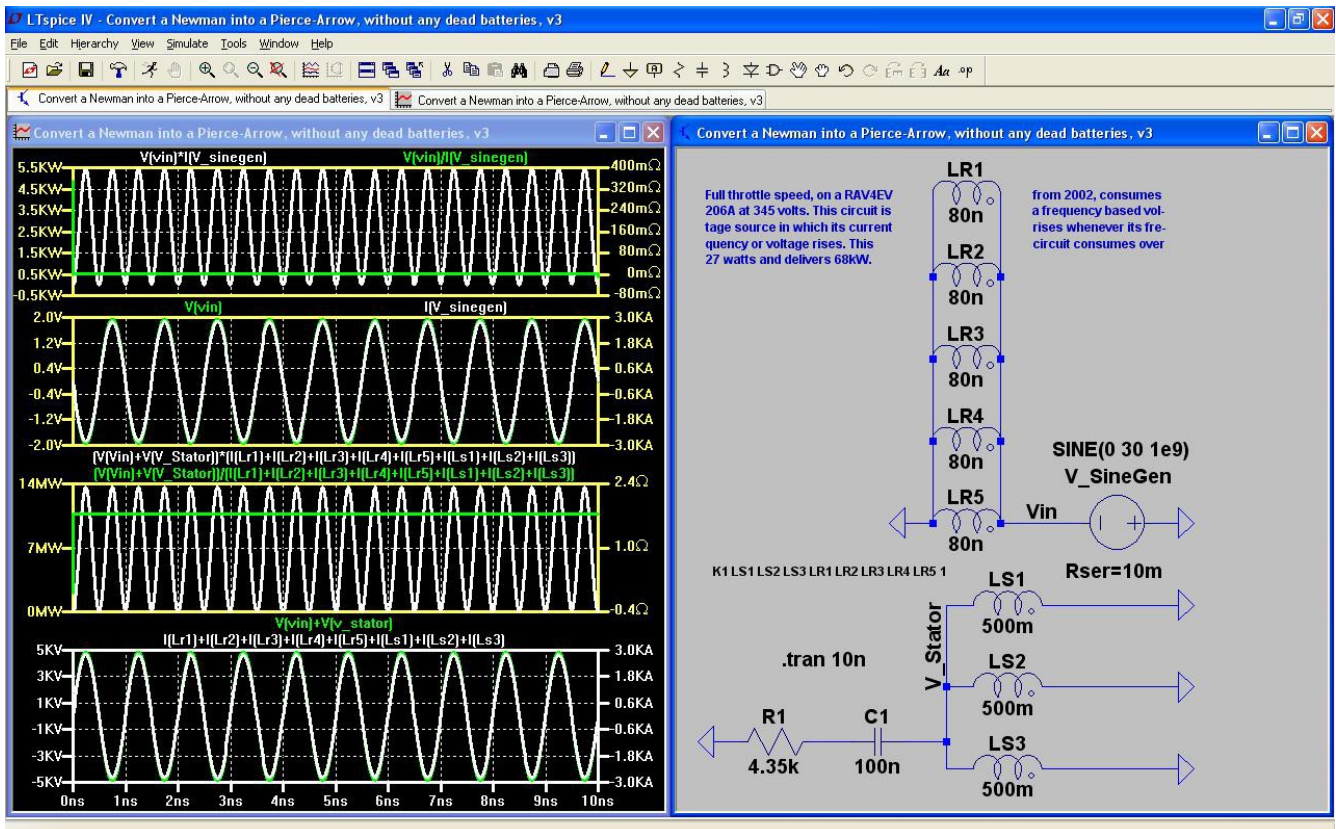 LTspice IV - Convert a Newman into a Pierce-Arrow, without any dead batteries, v3
File Edit Hierarchy View Simulate Tools Window Help
Convert a Newman into a Pierce-Arrow, without any dead batteries, v3
Convert a Newman into a Pierce-Arrow, without any dead batteries, v3
Convert a Newman into a Pierce-Arrow, without any dead batteries, v3
V(vin)*I(V_sinegen) V(vin)/I(V_sinegen)
5.5KW 400mΩ
4.5KW 320mΩ
3.5KW 240mΩ
2.5KW 160mΩ
1.5KW 80mΩ
0.5KW 0mΩ
-0.5KW -80mΩ
V(vin) I(V_sinegen)
2.0V 3.0KA
1.2V 1.8KA
0.4V 0.6KA
-0.4V -0.6KA
-1.2V -1.8KA
-2.0V -3.0KA
(V(Vin)+V(V_Stator))*(I(Lr1)+I(Lr2)+I(Lr3)+I(Lr4)+I(Lr5)+I(Ls1)+I(Ls2)+I(Ls3))
(V(Vin)+V(V_Stator))/(I(Lr1)+I(Lr2)+I(Lr3)+I(Lr4)+I(Lr5)+I(Ls1)+I(Ls2)+I(Ls3))
14MW 2.4Ω
7MW 1.0Ω
0MW -0.4Ω
V(vin)+V(v_stator)
I(Lr1)+I(Lr2)+I(Lr3)+I(Lr4)+I(Lr5)+I(Ls1)+I(Ls2)+I(Ls3)
5KV 3.0KA
3KV 1.8KA
1KV 0.6KA
-1KV -0.6KA
-3KV -1.8KA
-5KV -3.0KA
0ns 1ns 2ns 3ns 4ns 5ns 6ns 7ns 8ns 9ns 10ns
Convert a Newman into a Pierce-Arrow, without any dead batteries, v3
Full throttle speed, on a RAV4EV
206A at 345 volts. This circuit is
tage source in which its current
quency or voltage rises. This
27 watts and delivers 68kW.
from 2002, consumes
a frequency based vol-
rises whenever its fre-
circuit consumes over
LR1
80n
LR2
80n
LR3
80n
LR4
80n
LR5
80n
SINE(0 30 1e9)
V_SineGen
Vin
Rser=10m
K1 LS1 LS2 LS3 LR1 LR2 LR3 LR4 LR5 1
LS1
500m
V_Stator
.tran 10n
LS2
500m
R1
4.35k
C1
100n
LS3
500m